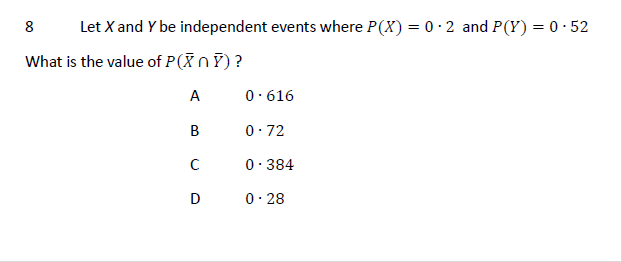 8 Let X and Y be independent events where P(X) = 0·2 and P(Y) = 0·52
What is the value of P(X̄ ∩ Ȳ) ?
A 0·616
B 0·72
C 0·384
D 0·28